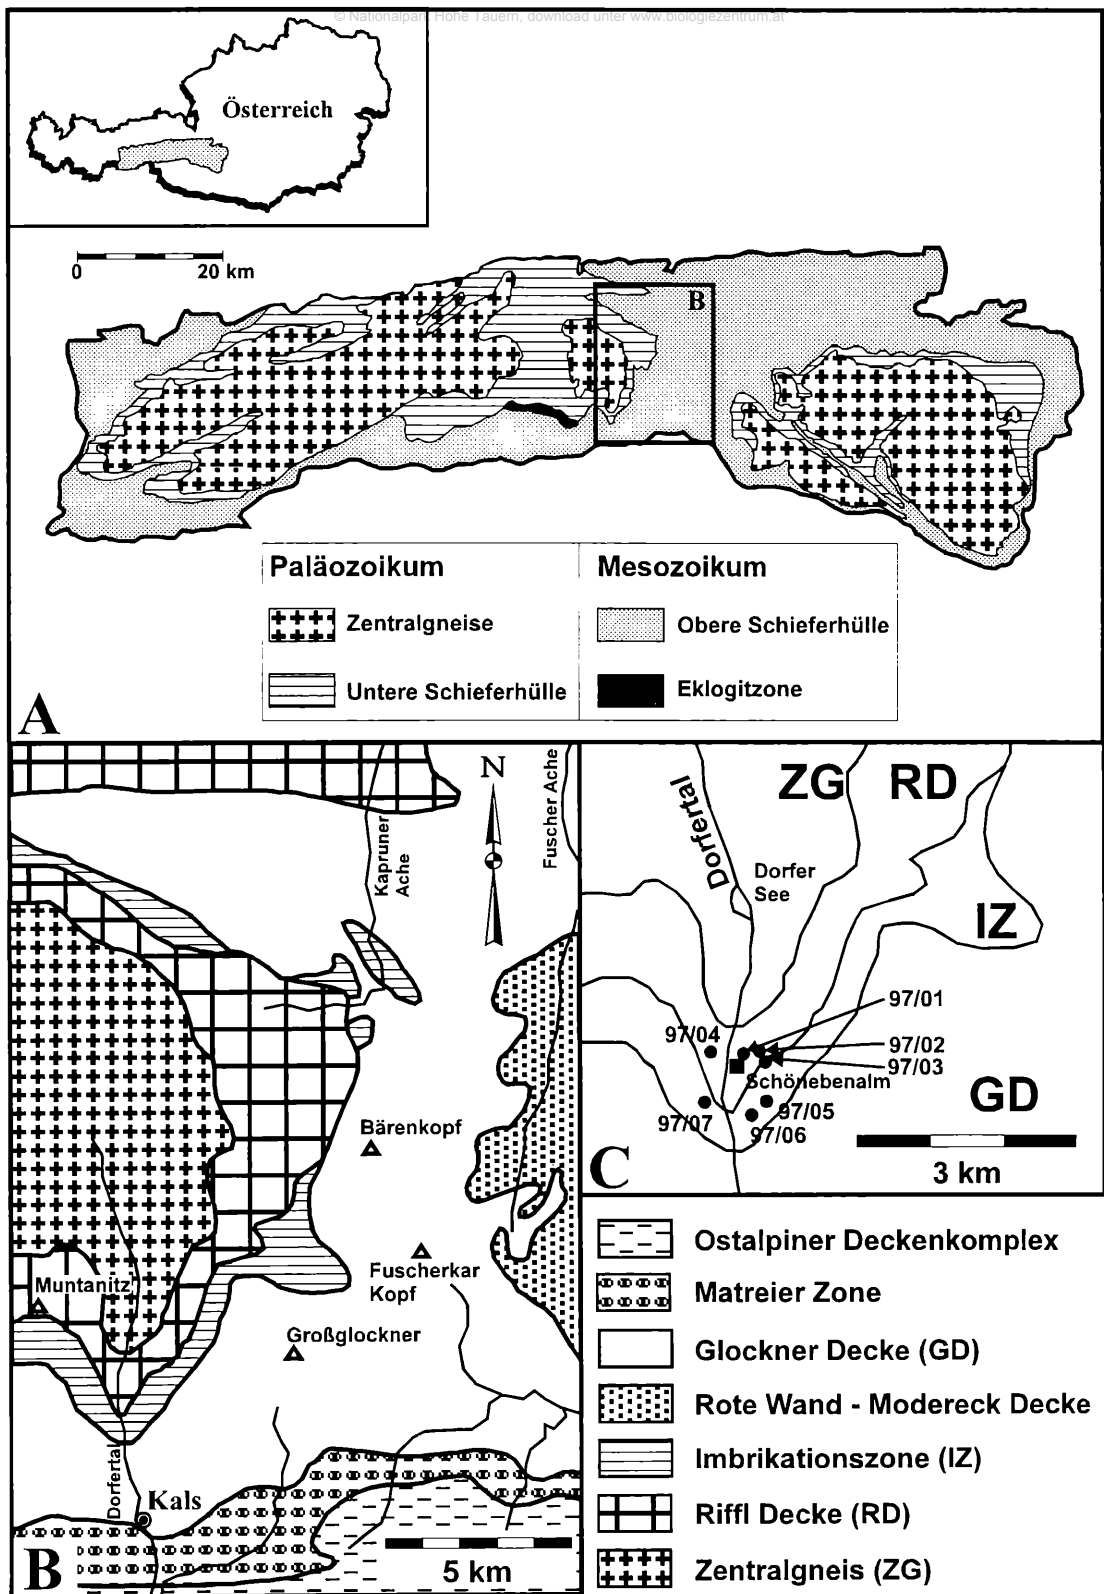 © Nationalpark Hohe Tauern, download unter www.biologiezentrum.at
Österreich
0 20 km
B
Paläozoikum
Zentralgneise
Untere Schieferhülle
Mesozoikum
Obere Schieferhülle
Eklogitzone
A
Kapruner
Ache
N
Fuscher Ache
Bärenkopf
Muntanitz
Fuscherkar
Kopf
Großglockner
Dorfertal
Kals
B
5 km
ZG
RD
Dorfertal
Dorfer
See
IZ
97/01
97/04
97/02
97/03
Schönebenalm
GD
97/05
97/07
97/06
C
3 km
Ostalpiner Deckenkomplex
Matreier Zone
Glockner Decke (GD)
Rote Wand - Modereck Decke
Imbrikationszone (IZ)
Riffl Decke (RD)
Zentralgneis (ZG)